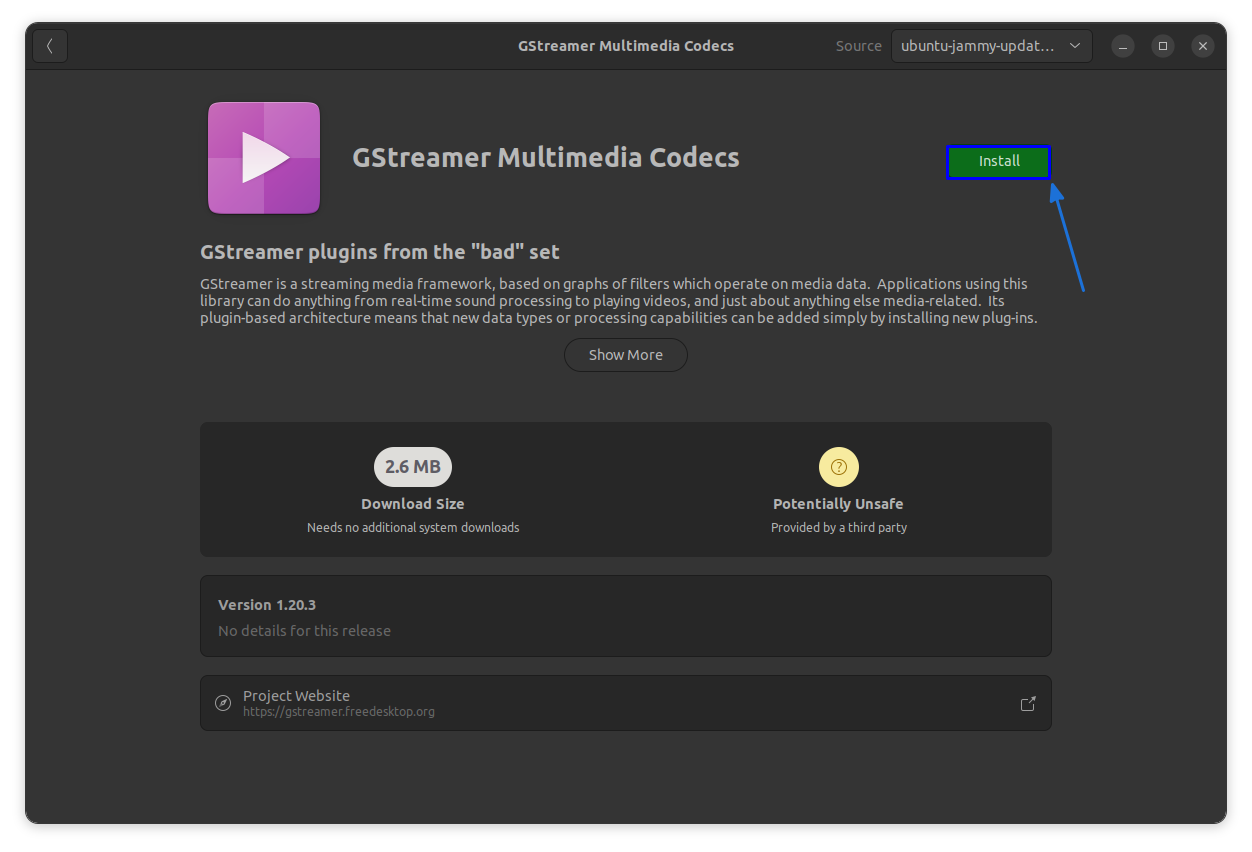 GStreamer Multimedia Codecs
Source
ubuntu-jammy-updat...
GStreamer Multimedia Codecs
Install
GStreamer plugins from the "bad" set
GStreamer is a streaming media framework, based on graphs of filters which operate on media data.  Applications using this
library can do anything from real-time sound processing to playing videos, and just about anything else media-related.  Its
plugin-based architecture means that new data types or processing capabilities can be added simply by installing new plug-ins.
Show More
2.6 MB
Download Size
Needs no additional system downloads
?
Potentially Unsafe
Provided by a third party
Version 1.20.3
No details for this release
Project Website
https://gstreamer.freedesktop.org